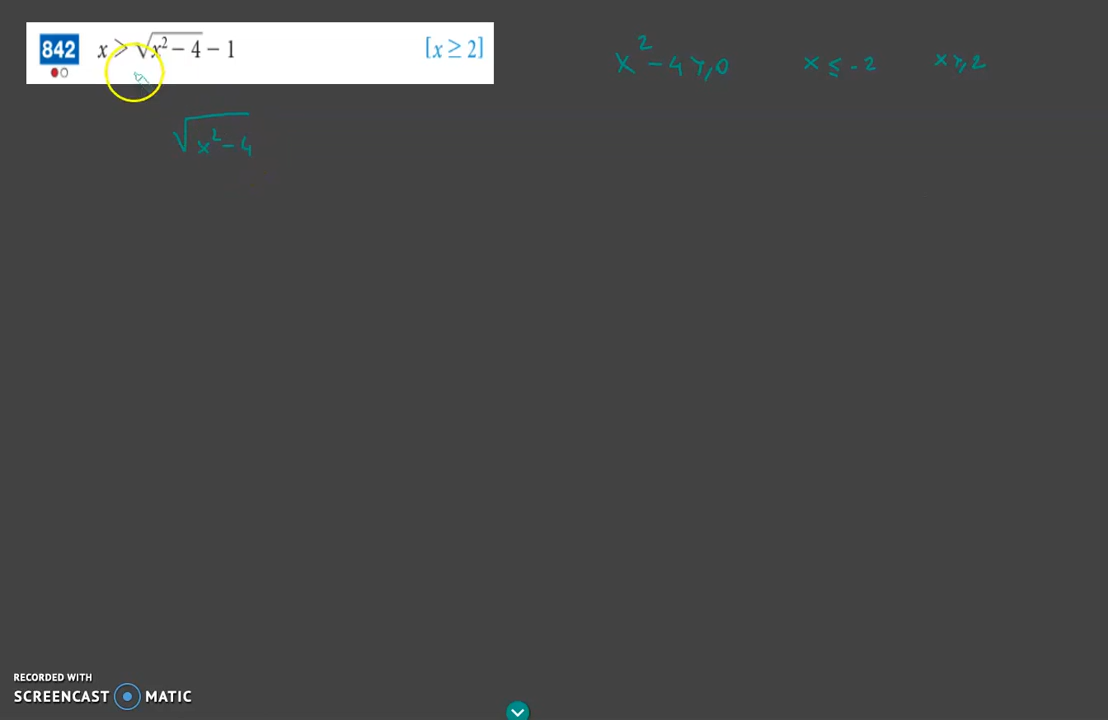 842 x > √(x² − 4) − 1 [x ≥ 2]
x² − 4 ≥ 0 x ≤ −2 x ≥ 2
√(x² − 4)
RECORDED WITH
SCREENCAST MATIC